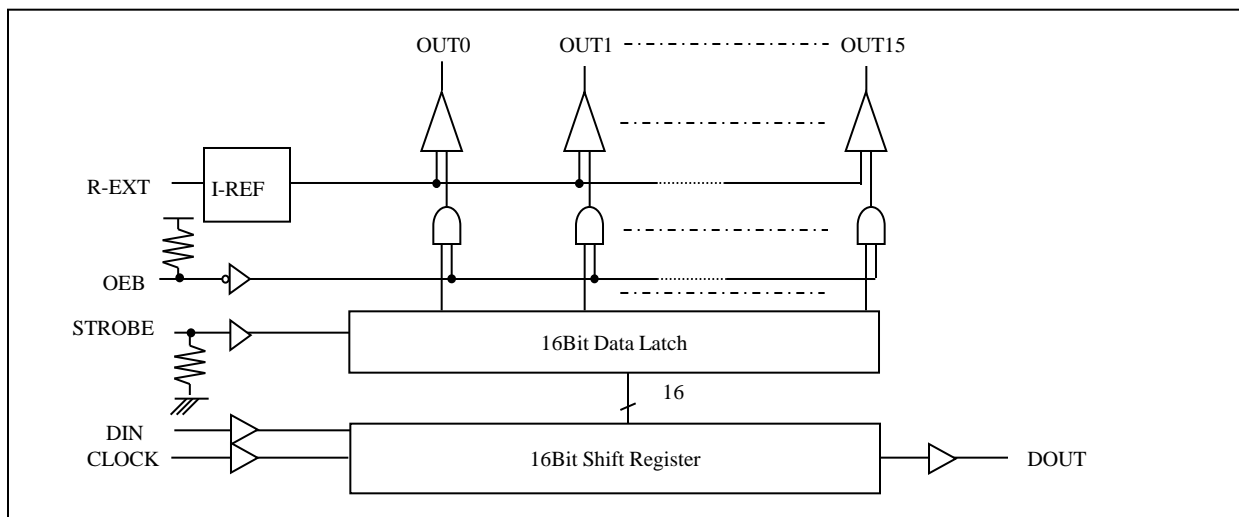 OUT0 OUT1 OUT15
R-EXT I-REF
OEB
STROBE
16Bit Data Latch
16
DIN
CLOCK 16Bit Shift Register DOUT